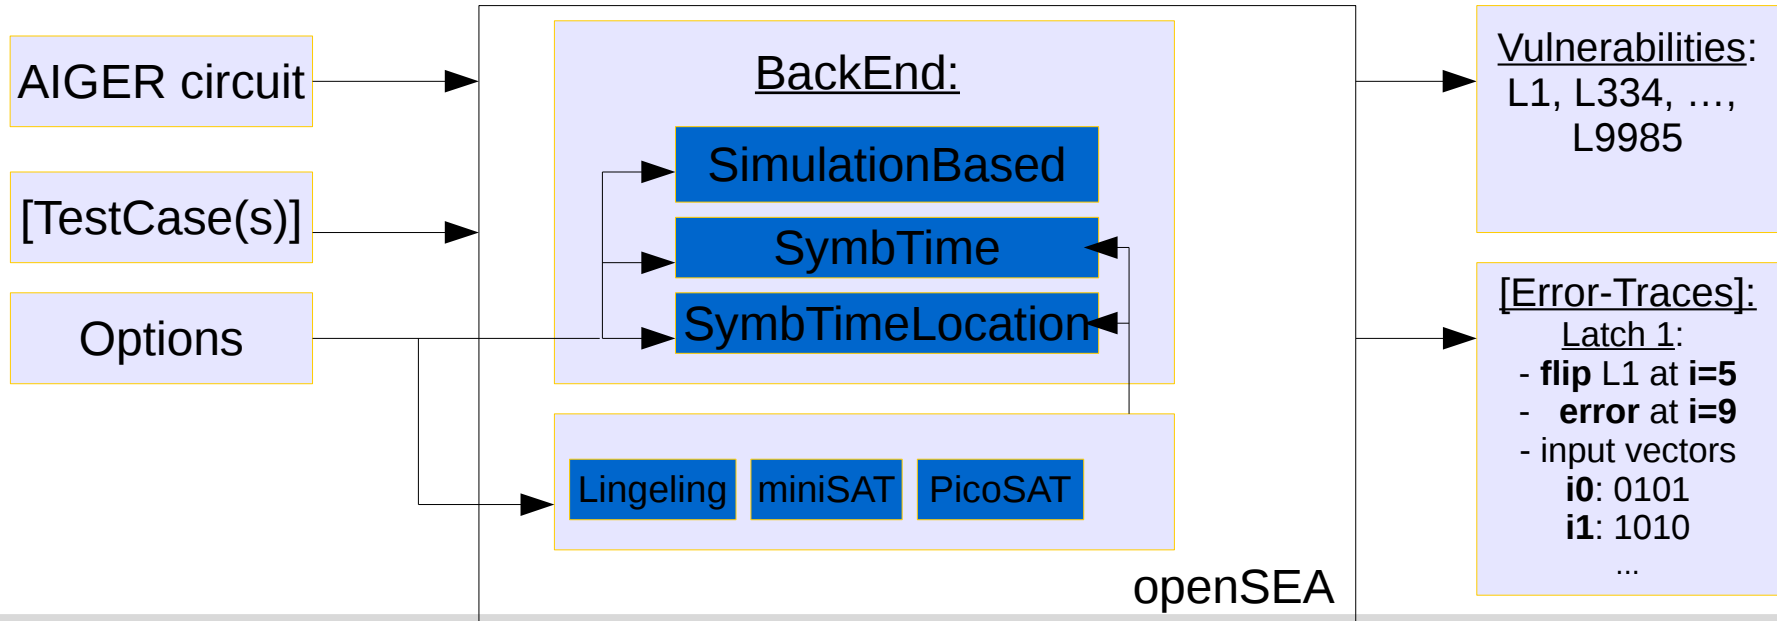 AIGER circuit
[TestCase(s)]
Options
BackEnd:
SimulationBased
SymbTime
SymbTimeLocation
Lingeling
miniSAT
PicoSAT
openSEA
Vulnerabilities:
L1, L334, ...,
L9985
[Error-Traces]:
Latch 1:
- flip L1 at i=5
- error at i=9
- input vectors
i0: 0101
i1: 1010
...